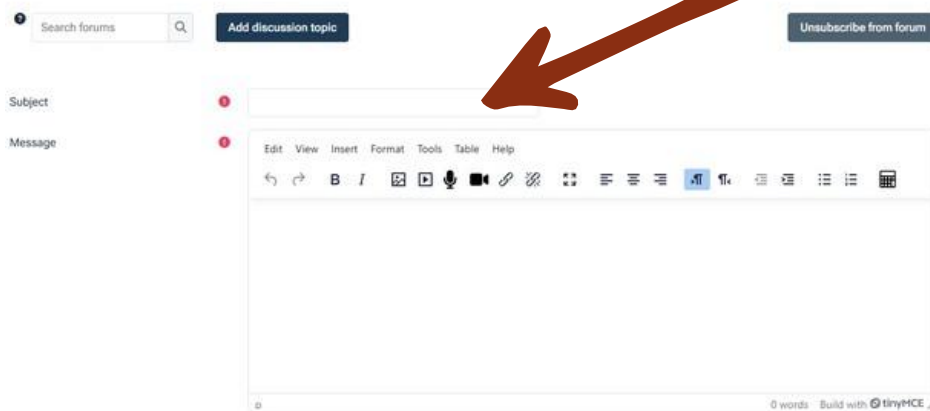 Search forums
Add discussion topic
Unsubscribe from forum
Subject
Message
Edit View Insert Format Tools Table Help
B I
p
0 words Build with tinyMCE